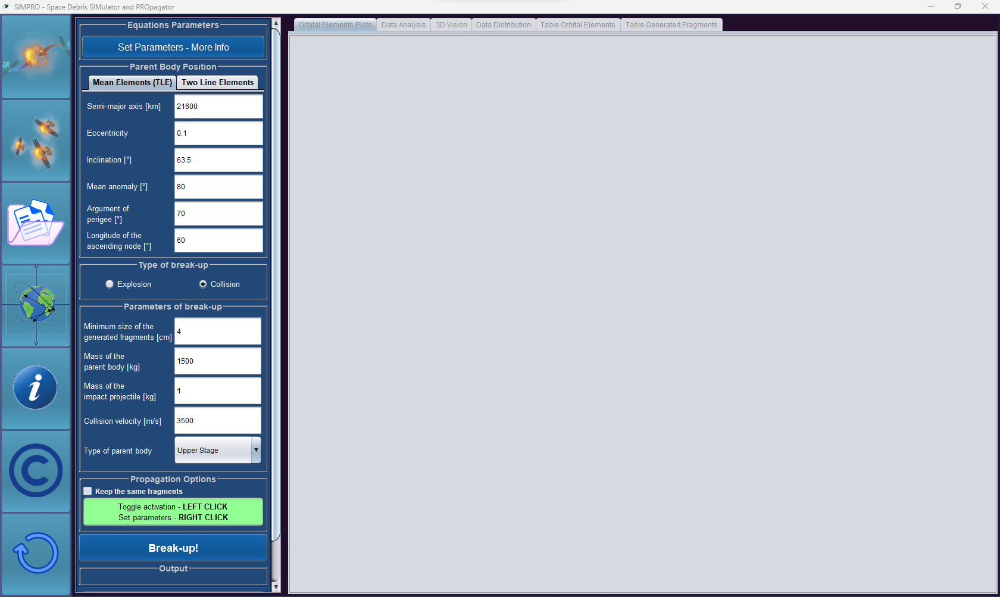 SIMPRO - Space Debris SIMulator and PROpagator
Equations Parameters
Set Parameters - More Info
Parent Body Position
Mean Elements (TLE)
Two Line Elements
Semi-major axis [km]
21600
Eccentricity
0.1
Inclination [°]
63.5
Mean anomaly [°]
80
Argument of
perigee [°]
70
Longitude of the
ascending node [°]
60
Type of break-up
Explosion
Collision
Parameters of break-up
Minimum size of the
generated fragments [cm]
4
Mass of the
parent body [kg]
1500
Mass of the
impact projectile [kg]
1
Collision velocity [m/s]
3500
Type of parent body
Upper Stage
Propagation Options
Keep the same fragments
Toggle activation - LEFT CLICK
Set parameters - RIGHT CLICK
Break-up!
Output
Orbital Elements Plots
Data Analysis
3D Vision
Data Distribution
Table Orbital Elements
Table Generated Fragments